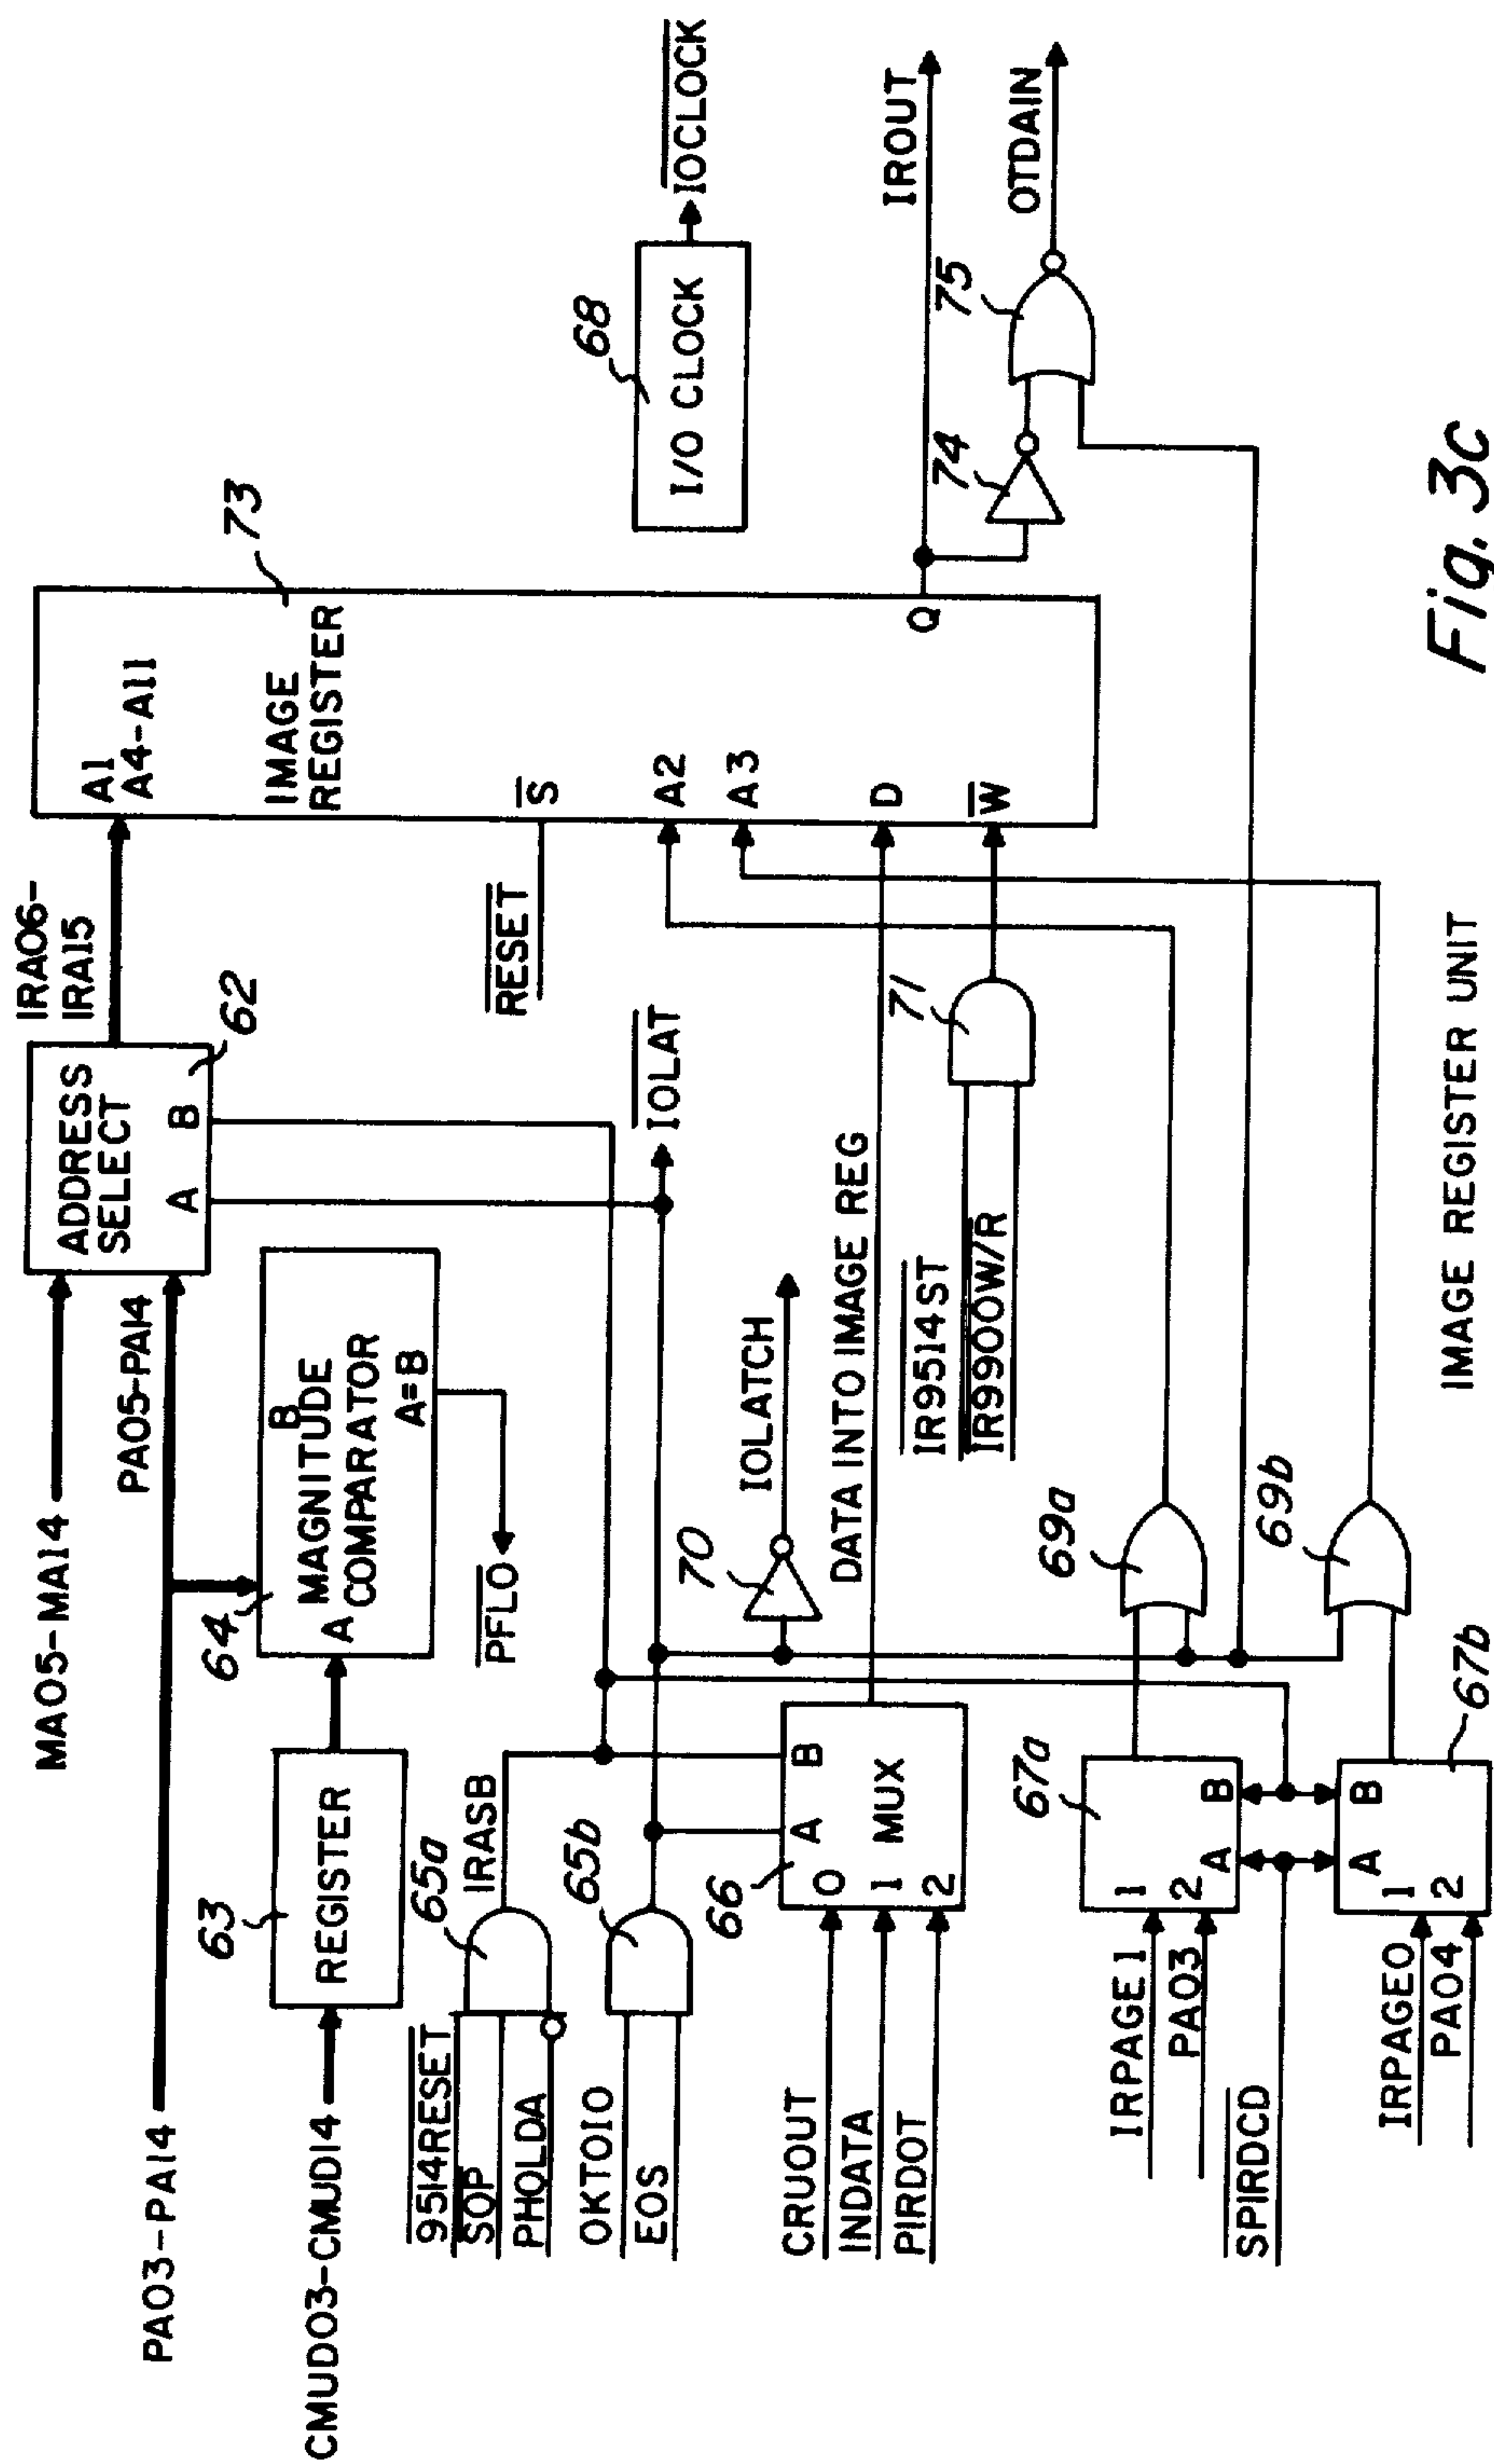 MA05-MA14
PA05-PA14
PA03-PA14
CMUD03-CMUD14
63
REGISTER
64
B
MAGNITUDE
COMPARATOR
A
A=B
PFLO
ADDRESS
SELECT
A
B
62
IRA06-
IRA15
A1
A4-A11
IMAGE
REGISTER
73
S
RESET
A2
A3
D
W
Q
68
I/O CLOCK
IOCLOCK
IROUT
74
75
OTDAIN
9514RESET
SOP
PHOLDA
65a
IRASB
OKTOIO
EOS
65b
IOLAT
70
IOLATCH
CRUOUT
INDATA
PIRDOT
66
0
1
2
A
B
MUX
DATA INTO IMAGE REG
IR9514ST
IR9900W/R
71
IRPAGE1
PA03
SPIRDCD
IRPAGE0
PA04
67a
1
2
A
B
67b
A
B
1
2
69a
69b
IMAGE REGISTER UNIT
Fig. 3c